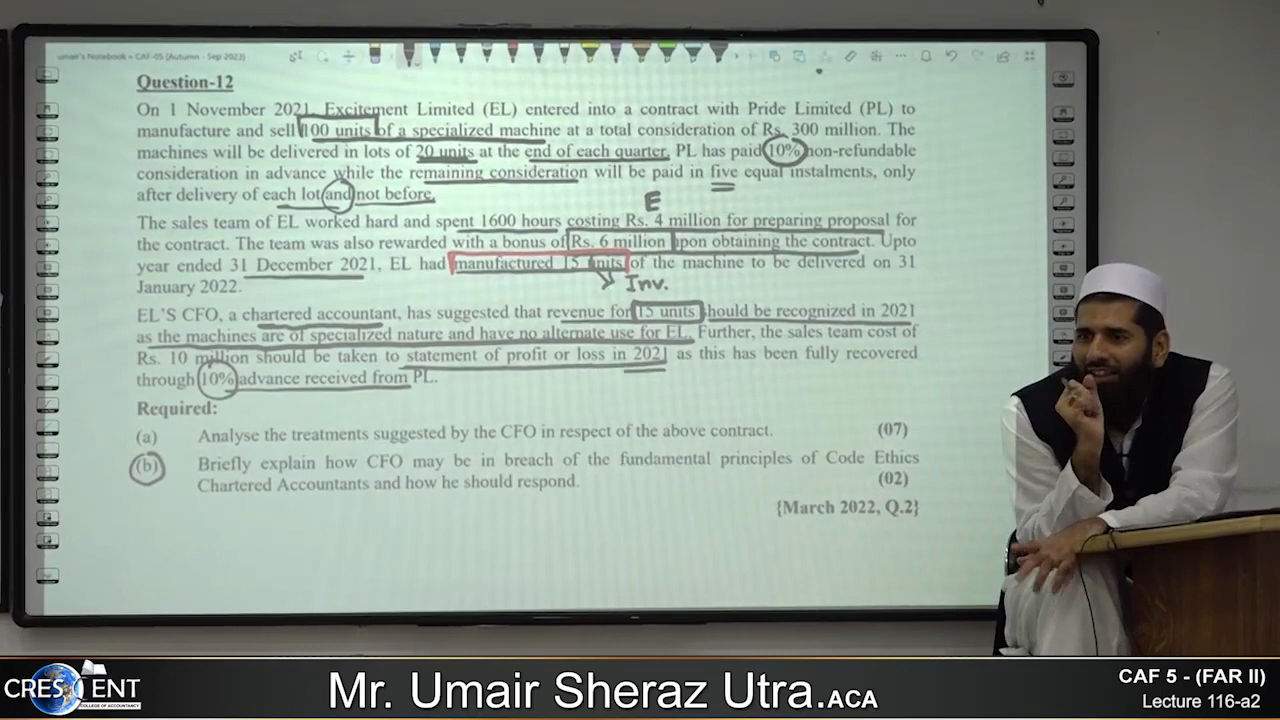 umair's Notebook » CAF-05 (Autumn - Sep 2023)
Question-12
On 1 November 2021, Excitement Limited (EL) entered into a contract with Pride Limited (PL) to
manufacture and sell 100 units of a specialized machine at a total consideration of Rs. 300 million. The
machines will be delivered in lots of 20 units at the end of each quarter. PL has paid 10% non-refundable
consideration in advance while the remaining consideration will be paid in five equal instalments, only
after delivery of each lot and not before.
E
The sales team of EL worked hard and spent 1600 hours costing Rs. 4 million for preparing proposal for
the contract. The team was also rewarded with a bonus of Rs. 6 million upon obtaining the contract. Upto
year ended 31 December 2021, EL had manufactured 15 units of the machine to be delivered on 31
January 2022.
Inv.
EL'S CFO, a chartered accountant, has suggested that revenue for 15 units should be recognized in 2021
as the machines are of specialized nature and have no alternate use for EL. Further, the sales team cost of
Rs. 10 million should be taken to statement of profit or loss in 2021 as this has been fully recovered
through 10% advance received from PL.
Required:
(a) Analyse the treatments suggested by the CFO in respect of the above contract. (07)
(b) Briefly explain how CFO may be in breach of the fundamental principles of Code Ethics
Chartered Accountants and how he should respond. (02)
{March 2022, Q.2}
CRESCENT
COLLEGE OF ACCOUNTANCY
Mr. Umair Sheraz Utra.ACA
CAF 5 - (FAR II)
Lecture 116-a2